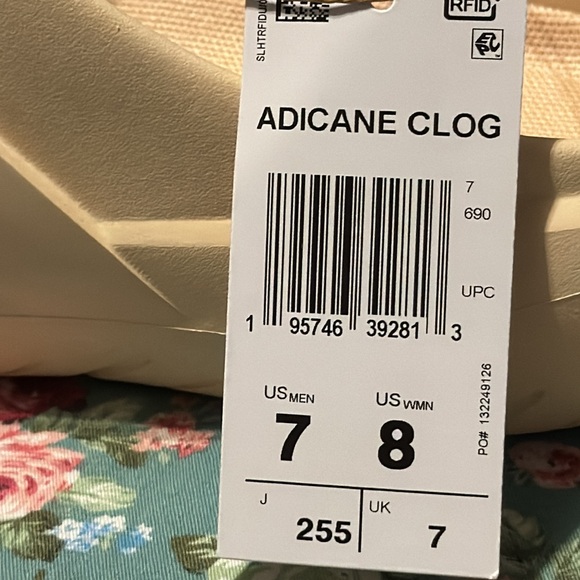 RFID
EPC
ADICANE CLOG
7
690
UPC
1 95746 39281 3
PO# 132249126
US MEN
7
US WMN
8
J
255
UK
7